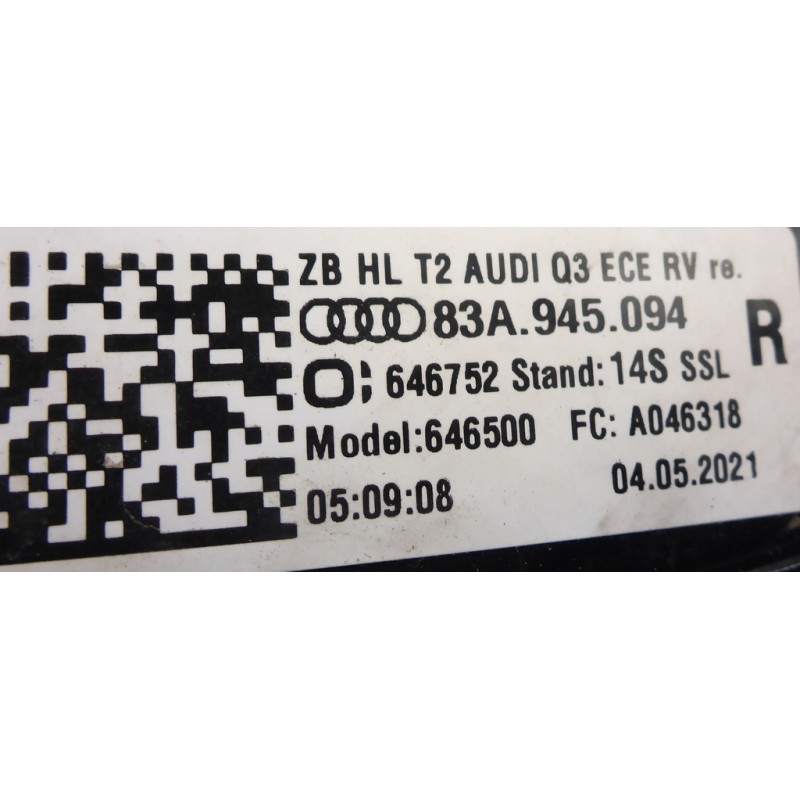 ZB HL T2 AUDI Q3 ECE RV re.
83A.945.094 R
646752 Stand: 14S SSL
Model:646500 FC: A046318
05:09:08 04.05.2021